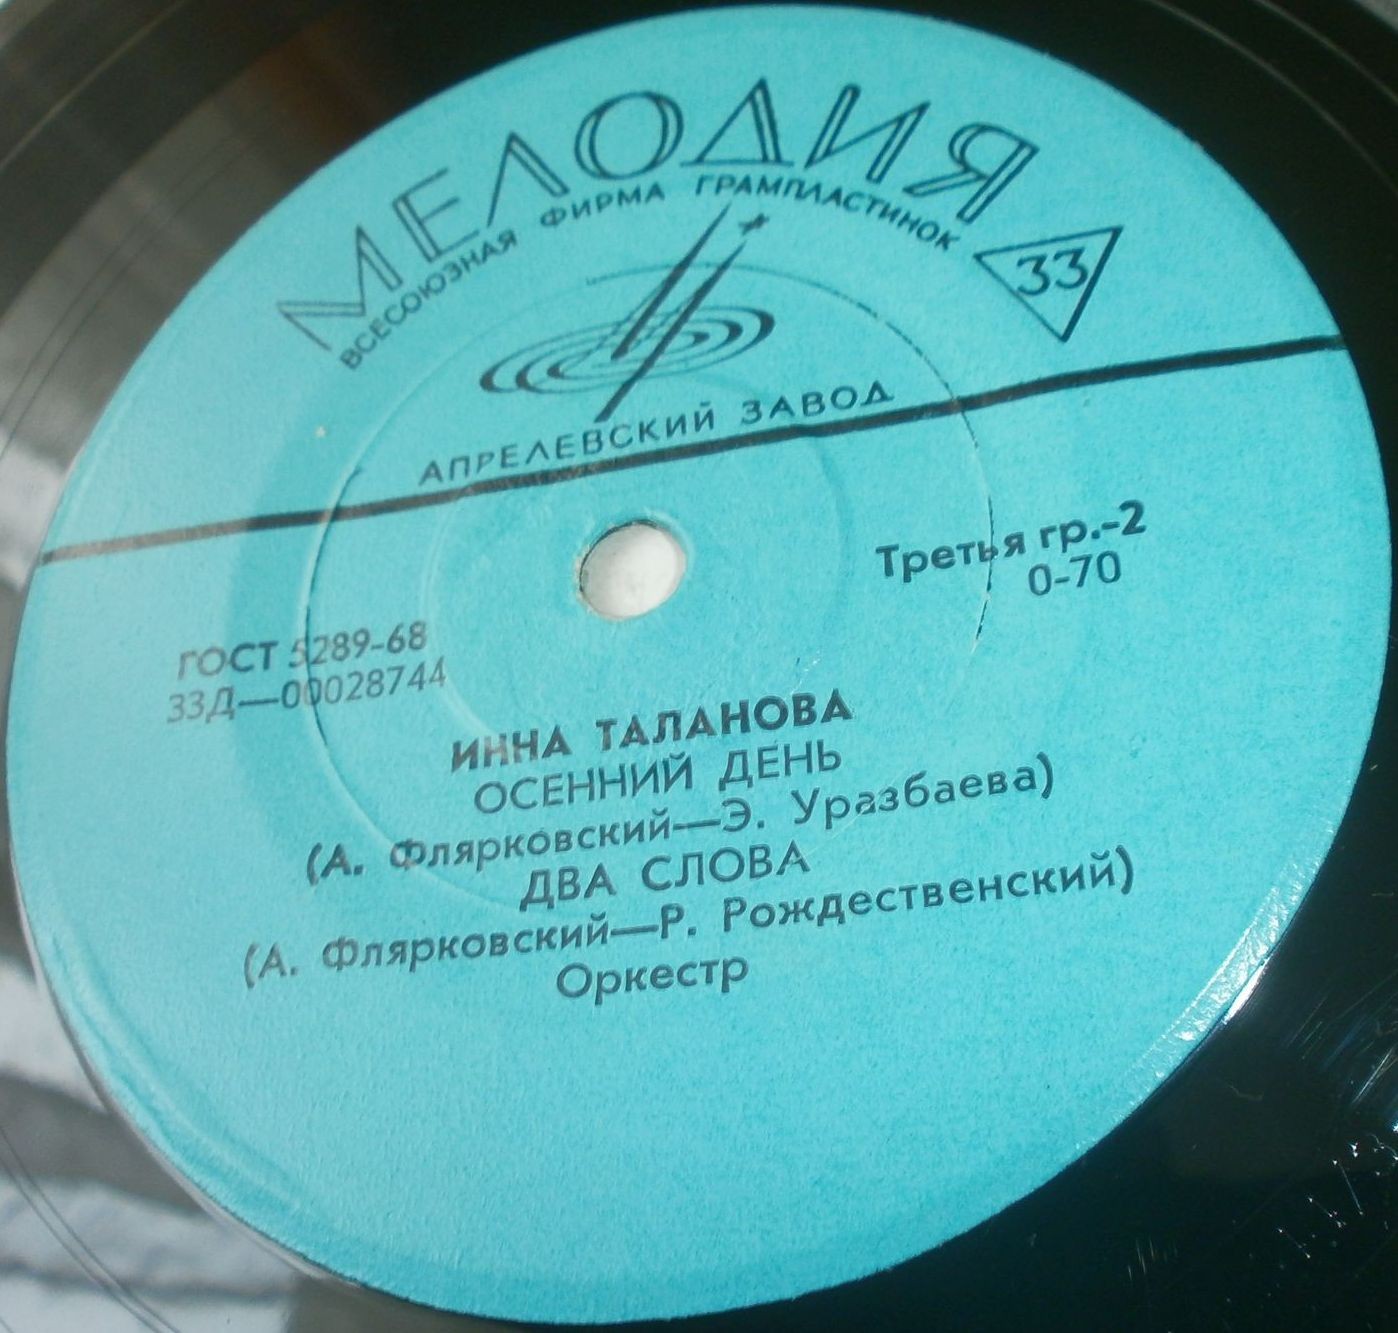 МЕЛОДИЯ
ВСЕСОЮЗНАЯ ФИРМА ГРАМПЛАСТИНОК
33
АПРЕЛЕВСКИЙ ЗАВОД
Третья гр.-2
0-70
ГОСТ 5289-68
33Д—00028744
ИННА ТАЛАНОВА
ОСЕННИЙ ДЕНЬ
(А. Флярковский—Э. Уразбаева)
ДВА СЛОВА
(А. Флярковский—Р. Рождественский)
Оркестр